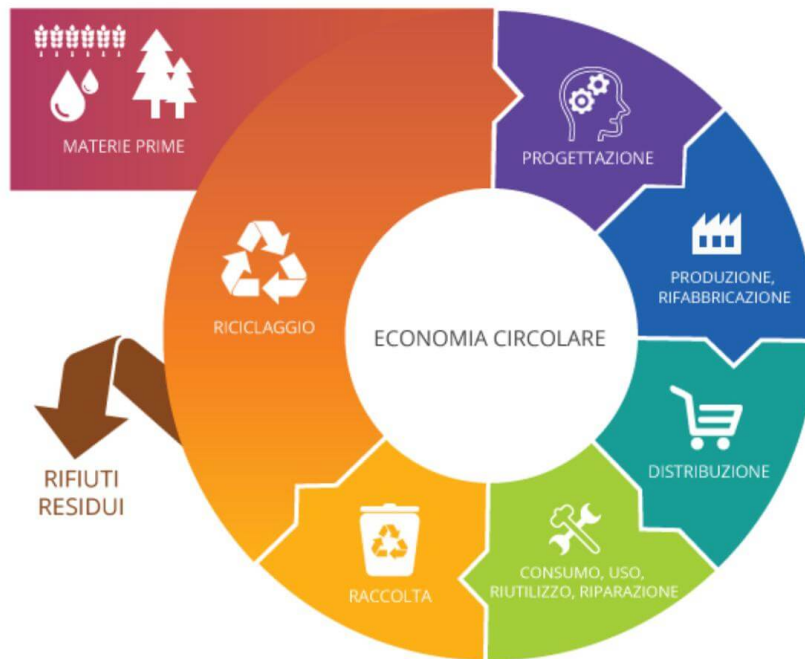 MATERIE PRIME
PROGETTAZIONE
PRODUZIONE,
RIFABBRICAZIONE
RICICLAGGIO
ECONOMIA CIRCOLARE
DISTRIBUZIONE
RIFIUTI
RESIDUI
CONSUMO, USO,
RIUTILIZZO, RIPARAZIONE
RACCOLTA